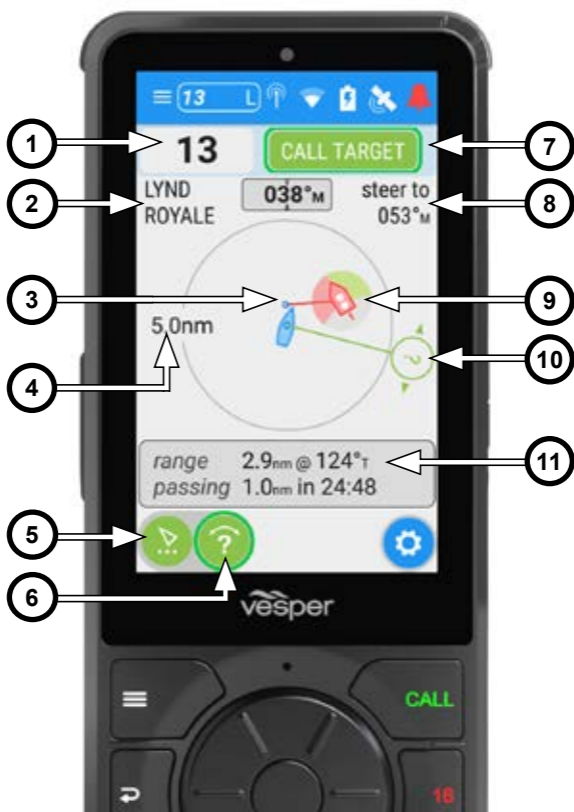 13 L
1
13
CALL TARGET
7
2
LYND
ROYALE
038°M
steer to
053°M
8
3
9
5.0nm
4
10
range 2.9nm @ 124°T
passing 1.0nm in 24:48
11
5
?
6
vesper
CALL
16